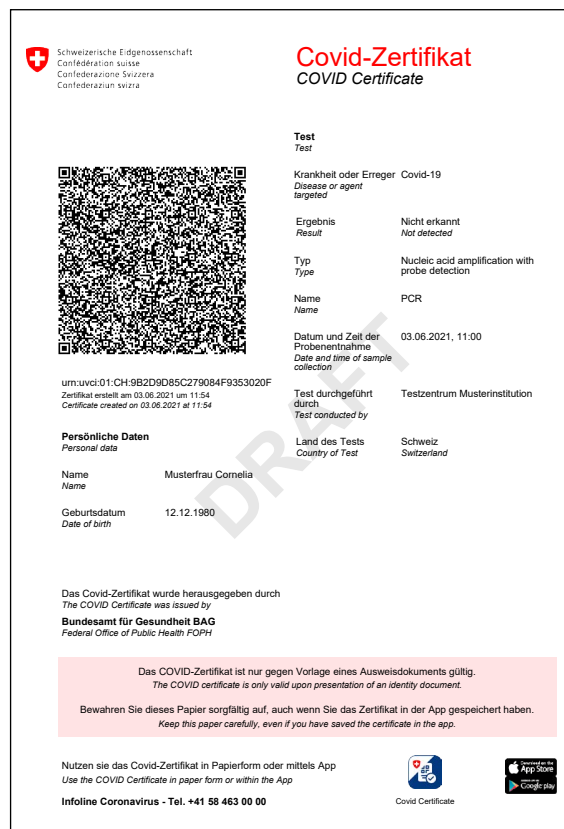 Schweizerische Eidgenossenschaft
Confédération suisse
Confederazione Svizzera
Confederaziun svizra
Covid-Zertifikat
COVID Certificate
Test
Test
Krankheit oder Erreger Covid-19
Disease or agent
targeted
Ergebnis Nicht erkannt
Result Not detected
Typ Nucleic acid amplification with
Type probe detection
Name PCR
Name
Datum und Zeit der 03.06.2021, 11:00
Probenentnahme
Date and time of sample
collection
Test durchgeführt Testzentrum Musterinstitution
durch
Test conducted by
Land des Tests Schweiz
Country of Test Switzerland
urn:uvci:01:CH:9B2D9D85C279084F9353020F
Zertifikat erstellt am 03.06.2021 um 11:54
Certificate created on 03.06.2021 at 11:54
Persönliche Daten
Personal data
Name Musterfrau Cornelia
Name
Geburtsdatum 12.12.1980
Date of birth
DRAFT
Das Covid-Zertifikat wurde herausgegeben durch
The COVID Certificate was issued by
Bundesamt für Gesundheit BAG
Federal Office of Public Health FOPH
Das COVID-Zertifikat ist nur gegen Vorlage eines Ausweisdokuments gültig.
The COVID certificate is only valid upon presentation of an identity document.
Bewahren Sie dieses Papier sorgfältig auf, auch wenn Sie das Zertifikat in der App gespeichert haben.
Keep this paper carefully, even if you have saved the certificate in the app.
Nutzen sie das Covid-Zertifikat in Papierform oder mittels App
Use the COVID Certificate in paper form or within the App
Infoline Coronavirus - Tel. +41 58 463 00 00
Covid Certificate
Download on the
App Store
Google play